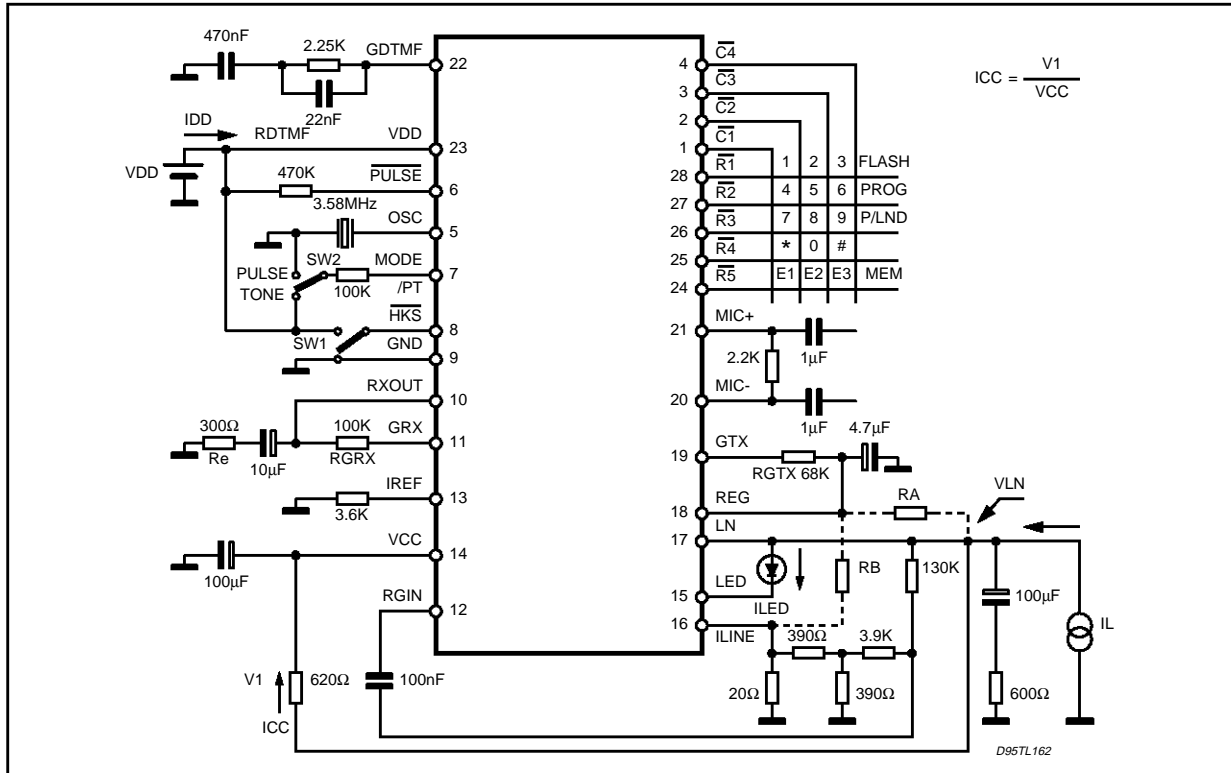 470nF
2.25K
GDTMF
22
22nF
IDD
RDTMF
VDD
23
VDD
470K
PULSE
6
3.58MHz
OSC
5
SW2
PULSE
MODE
7
TONE
100K
/PT
HKS
8
SW1
GND
9
RXOUT
10
300Ω
100K
GRX
11
Re
10μF
RGRX
IREF
13
3.6K
VCC
14
100μF
RGIN
12
V1
620Ω
100nF
ICC
C4
4
C3
3
C2
2
C1
1
R1
1 2 3 FLASH
28
R2
4 5 6 PROG
27
R3
7 8 9 P/LND
26
R4
* 0 #
25
R5
E1 E2 E3 MEM
24
MIC+
21
1μF
2.2K
MIC-
20
1μF
4.7μF
GTX
19
RGTX 68K
VLN
REG
RA
18
LN
17
RB
130K
LED
15
ILED
100μF
IL
16
ILINE
390Ω
3.9K
20Ω
390Ω
600Ω
ICC = V1
VCC
D95TL162